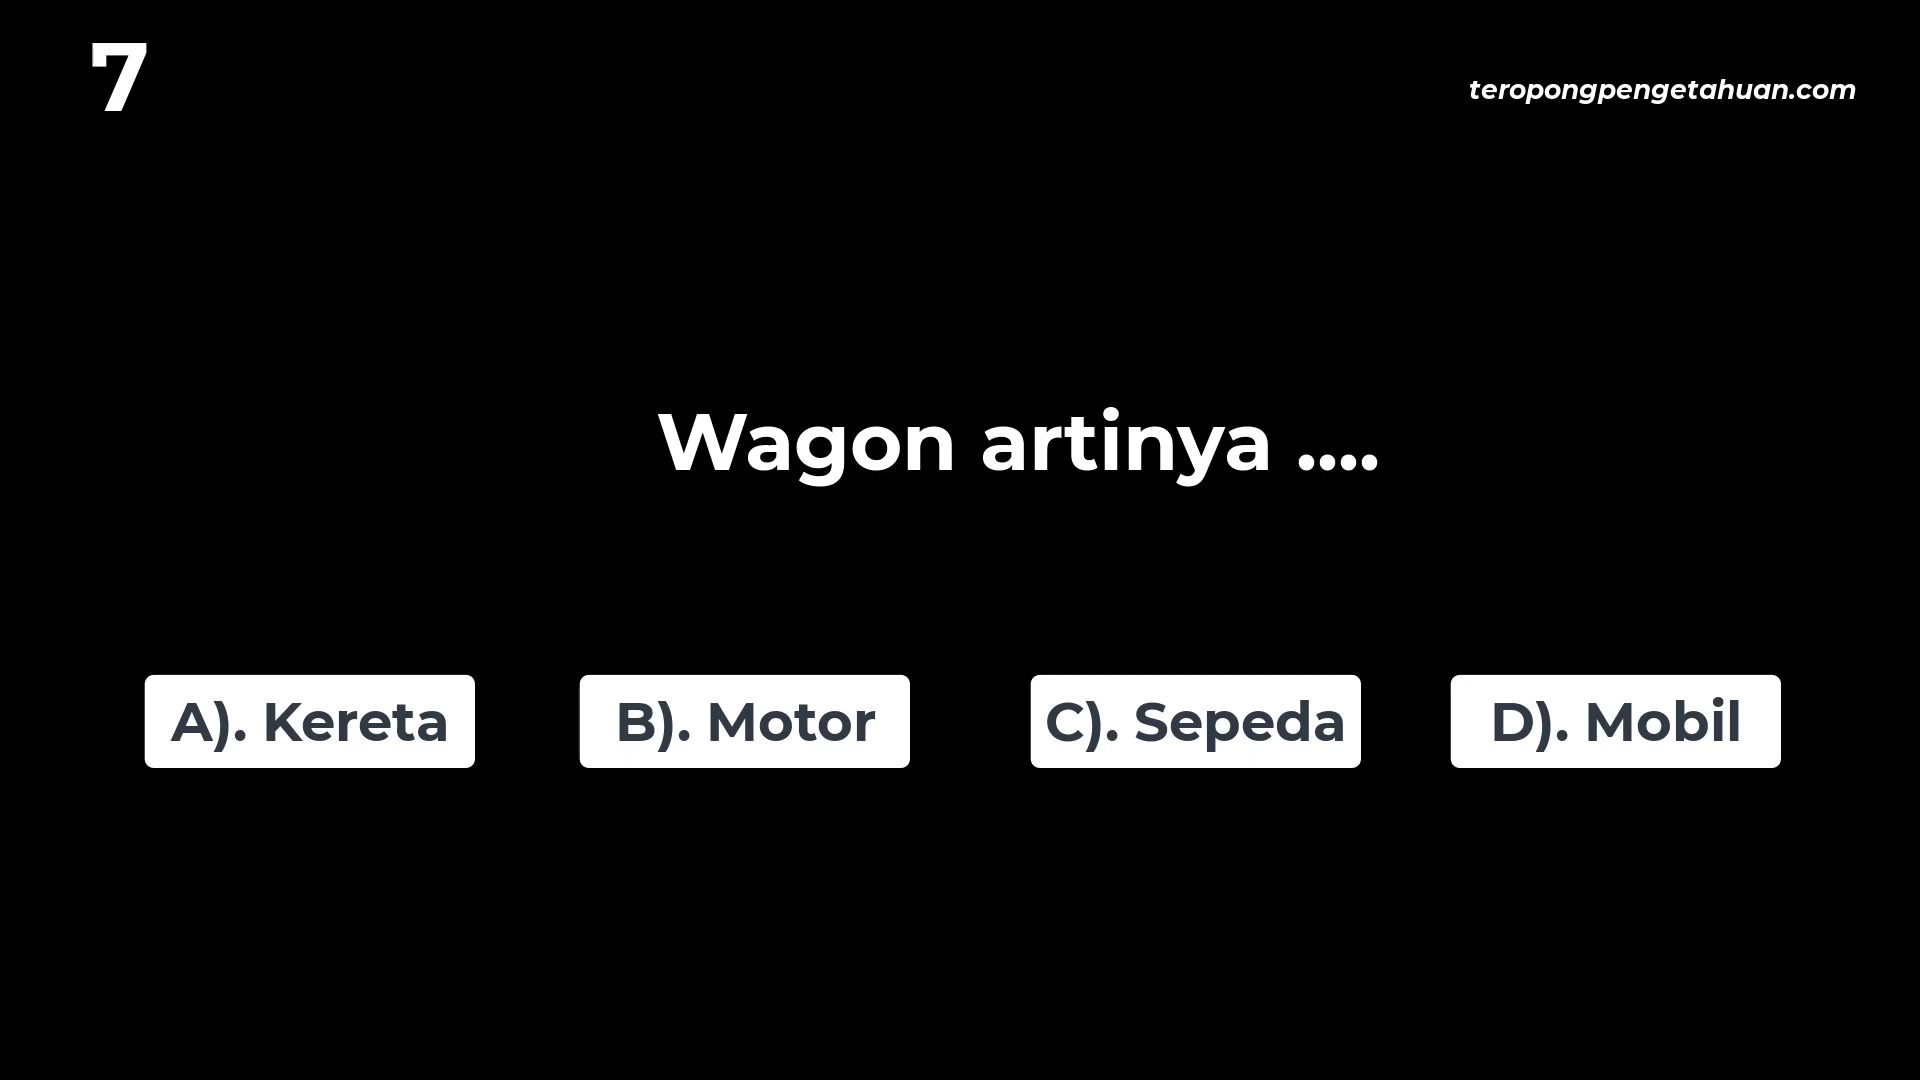 7
teropongpengetahuan.com
Wagon artinya ....
A). Kereta
B). Motor
C). Sepeda
D). Mobil